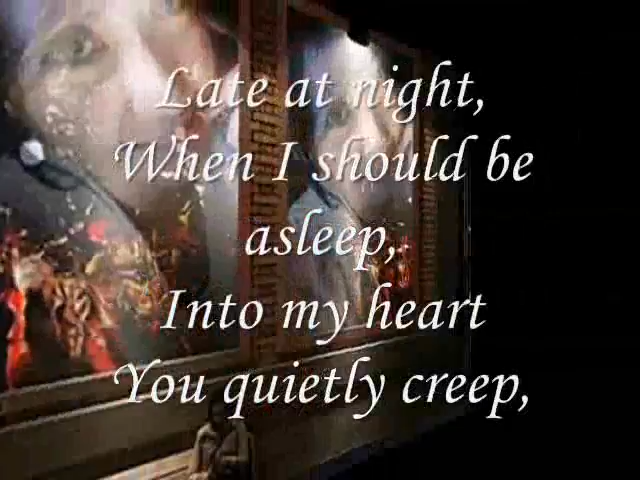 Late at night,
When I should be
asleep,
Into my heart
You quietly creep,